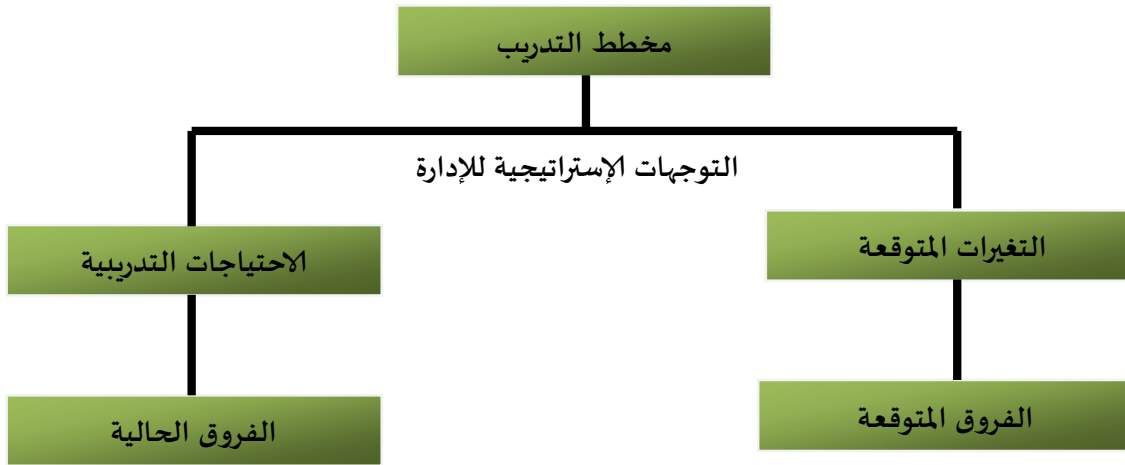 مخطط التدريب
التوجهات الإستراتيجية للإدارة
التغيرات المتوقعة
الاحتياجات التدريبية
الفروق المتوقعة
الفروق الحالية